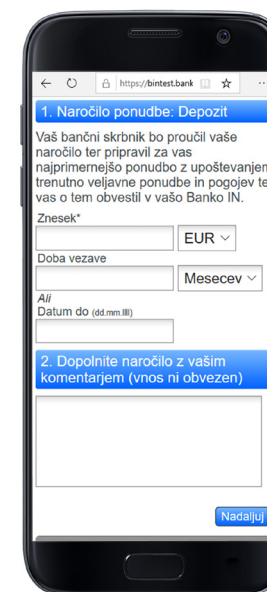 https://bintest.bank
1. Naročilo ponudbe: Depozit
Vaš bančni skrbnik bo proučil vaše
naročilo ter pripravil za vas
najprimernejšo ponudbo z upoštevanjem
trenutno veljavne ponudbe in pogojev te
vas o tem obvestil v vašo Banko IN.
Znesek*
EUR
Doba vezave
Mesecev
Ali
Datum do (dd.mm.llll)
2. Dopolnite naročilo z vašim
komentarjem (vnos ni obvezen)
Nadaljuj